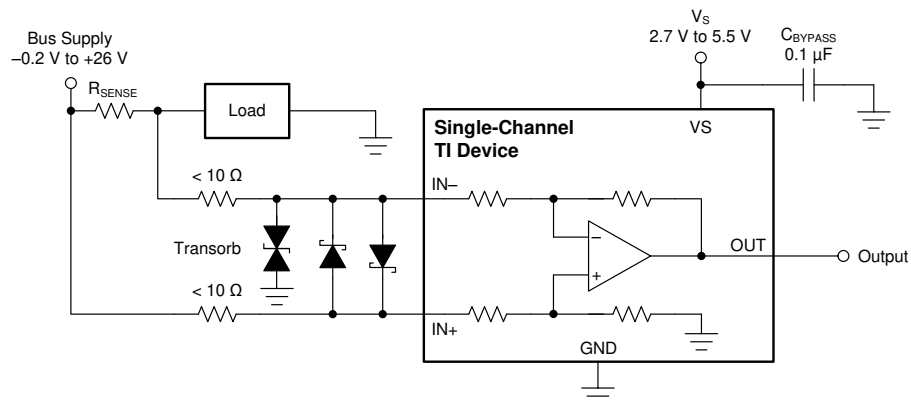 Bus Supply
–0.2 V to +26 V
R_SENSE
Load
V_S
2.7 V to 5.5 V
C_BYPASS
0.1 µF
VS
Single-Channel
TI Device
< 10 Ω
IN–
Transorb
–
+
OUT
Output
< 10 Ω
IN+
GND